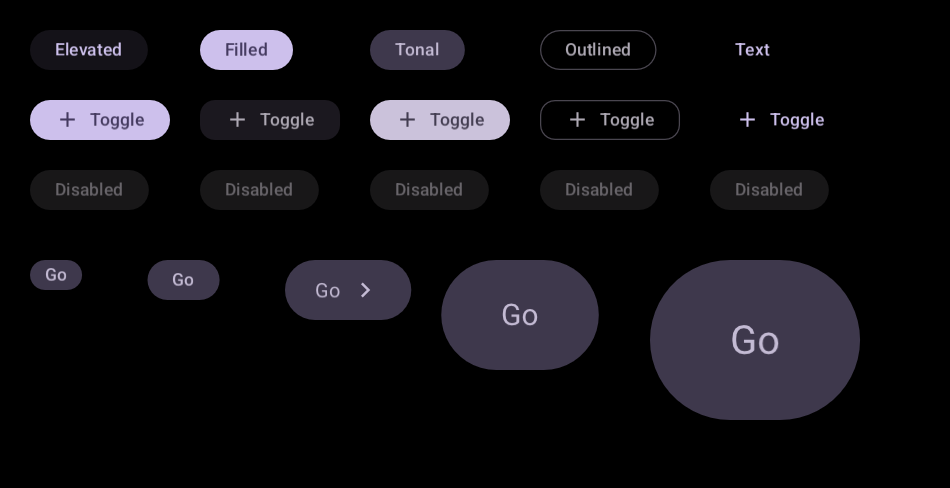 Elevated Filled Tonal Outlined Text
Toggle Toggle Toggle Toggle Toggle
Disabled Disabled Disabled Disabled Disabled
Go Go Go Go Go